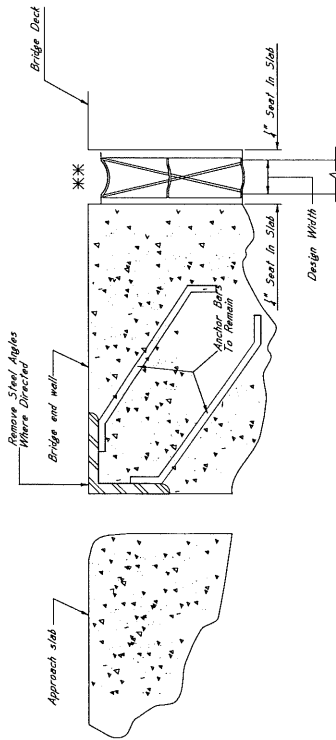 Approach slab
Remove Steel Angles
Where Directed
Bridge end wall
Anchor Bars
To Remain
**
Bridge Deck
1" Seat In Slab
1" Seat In Slab
Design Width